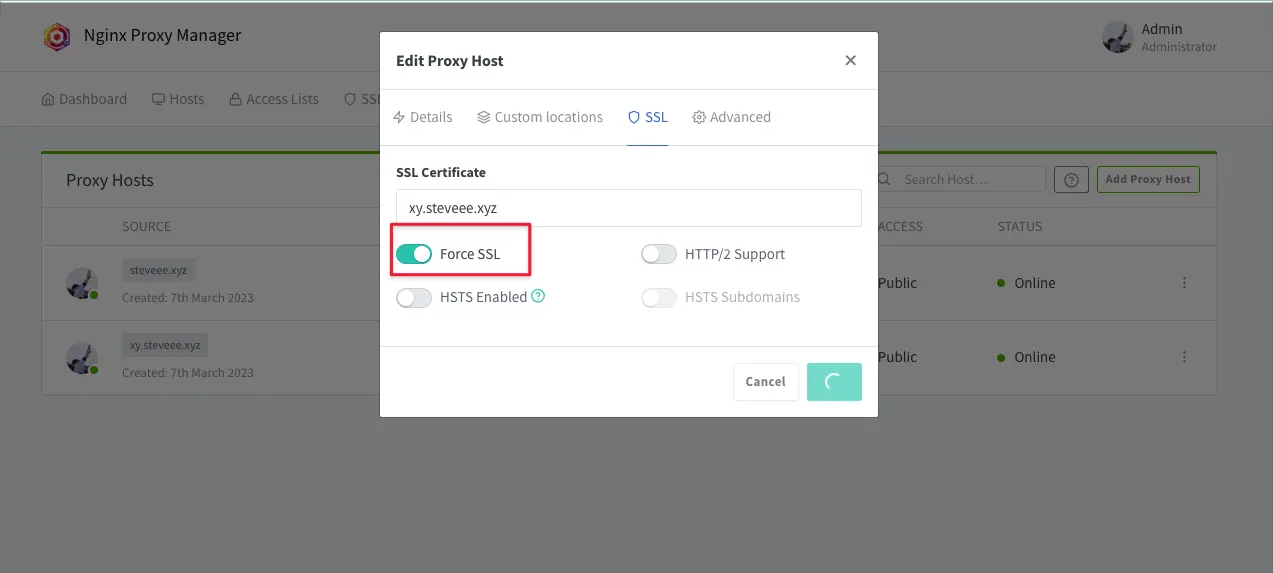 Nginx Proxy Manager
Admin
Administrator
Dashboard Hosts Access Lists SSL
Edit Proxy Host
Details Custom locations SSL Advanced
SSL Certificate
xy.steveee.xyz
Force SSL HTTP/2 Support
HSTS Enabled HSTS Subdomains
Cancel
Proxy Hosts Search Host… Add Proxy Host
SOURCE ACCESS STATUS
steveee.xyz
Created: 7th March 2023 Public Online
xy.steveee.xyz
Created: 7th March 2023 Public Online